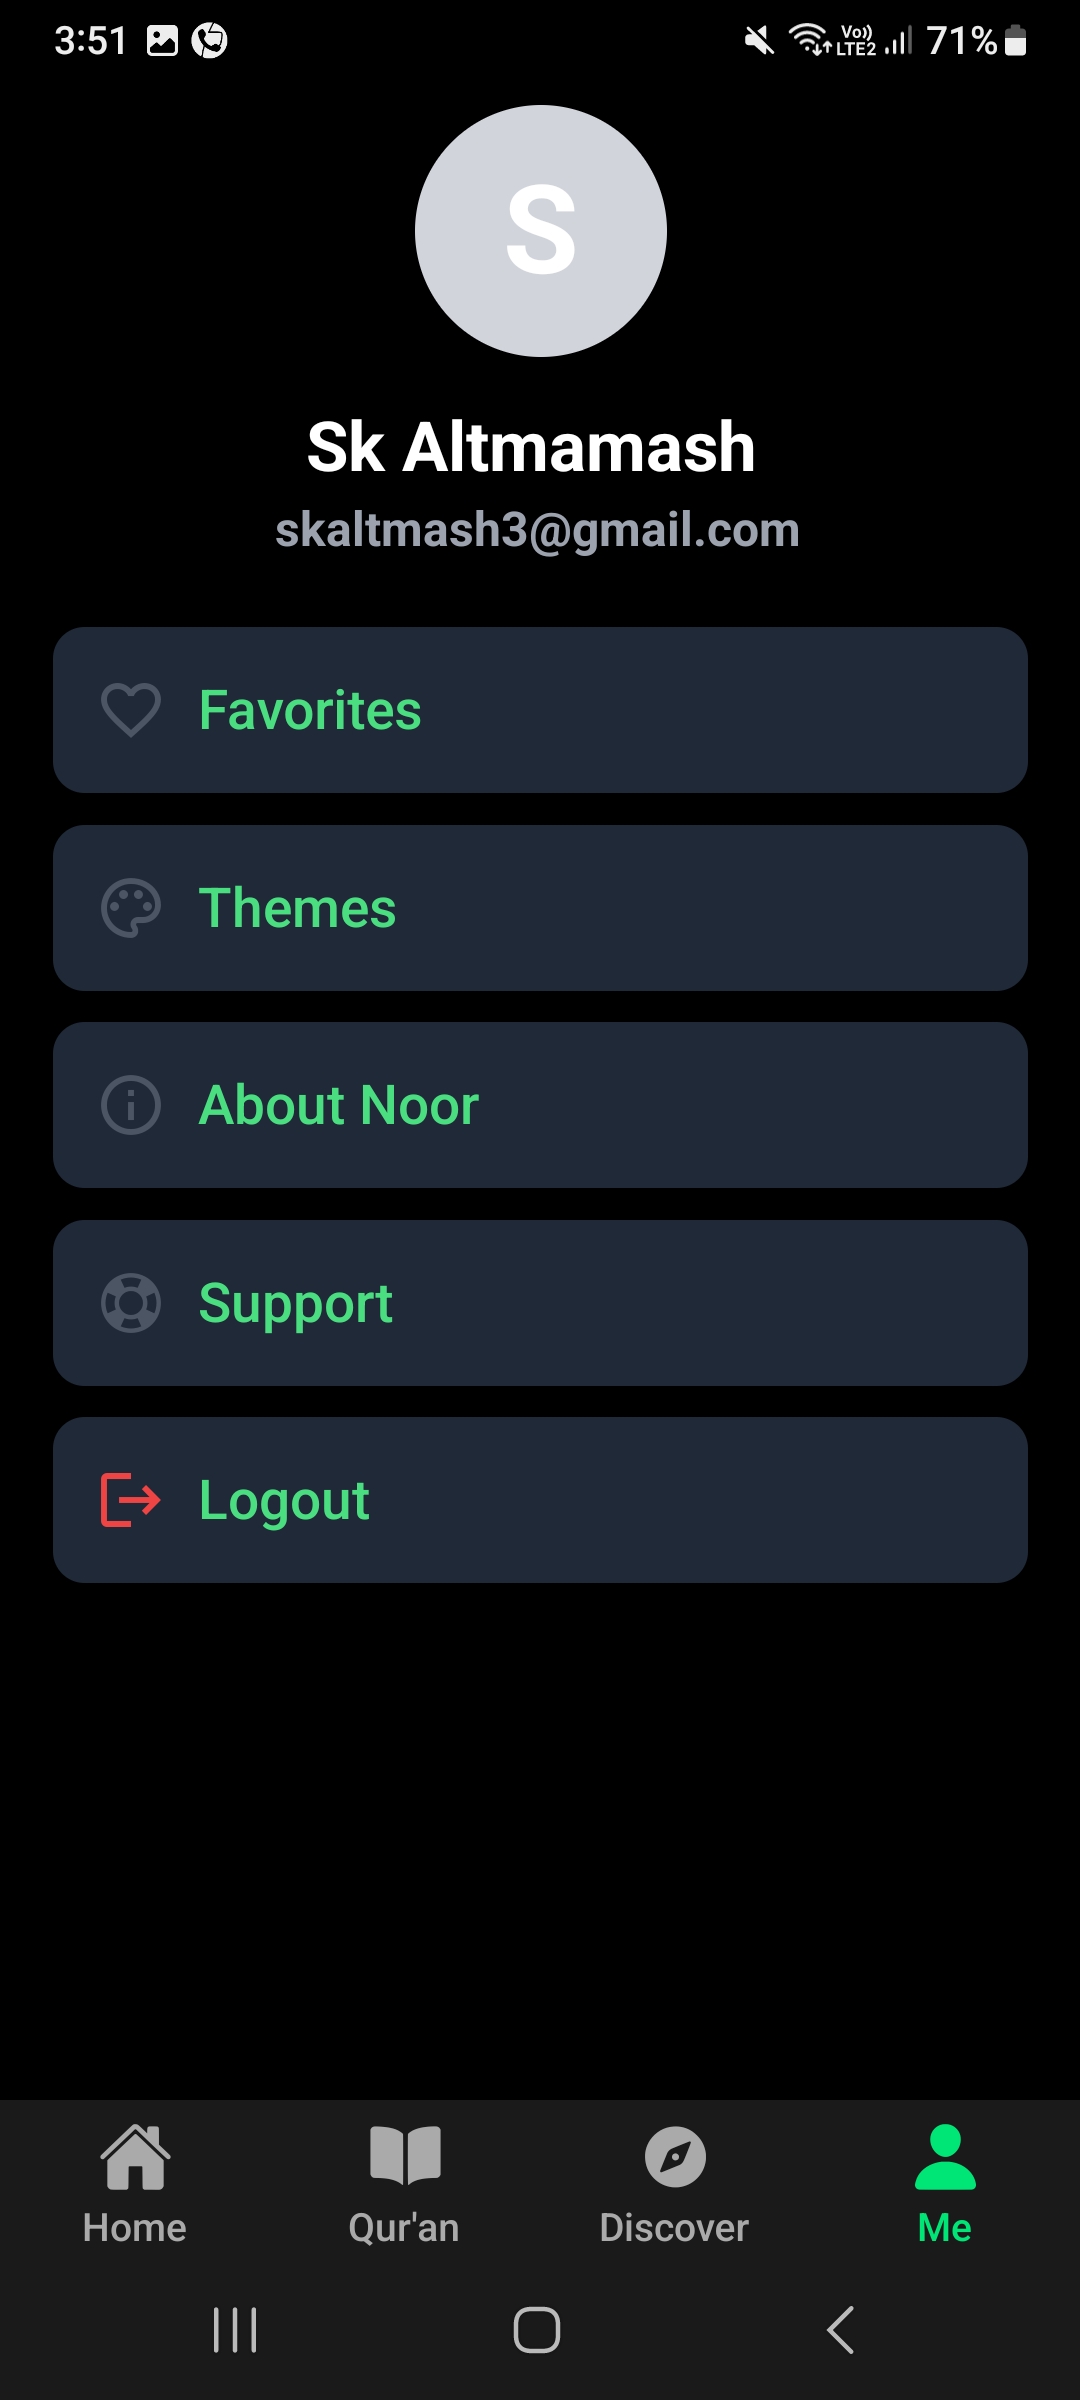 3:51
Vo)) LTE2 71%
S
Sk Altmamash
skaltmash3@gmail.com
Favorites
Themes
About Noor
Support
Logout
Home Qur'an Discover Me